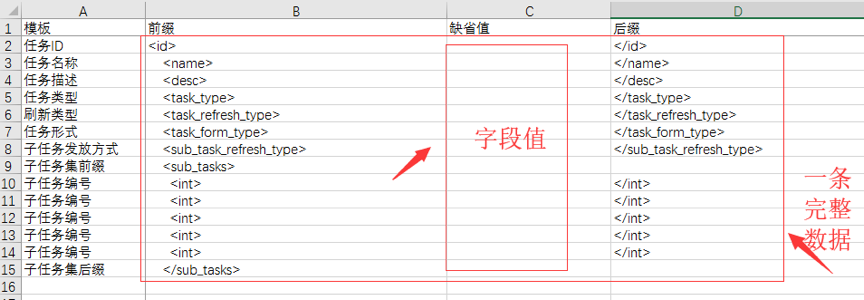 A B C D
1 模板 前缀 缺省值 后缀
2 任务ID <id> </id>
3 任务名称 <name> </name>
4 任务描述 <desc> </desc>
5 任务类型 <task_type> </task_type>
6 刷新类型 <task_refresh_type> </task_refresh_type>
7 任务形式 <task_form_type> </task_form_type>
8 子任务发放方式 <sub_task_refresh_type> </sub_task_refresh_type>
9 子任务集前缀 <sub_tasks>
10 子任务编号 <int> </int>
11 子任务编号 <int> </int>
12 子任务编号 <int> </int>
13 子任务编号 <int> </int>
14 子任务编号 <int> </int>
15 子任务集后缀 </sub_tasks>
16
字段值
一条
完整
数据